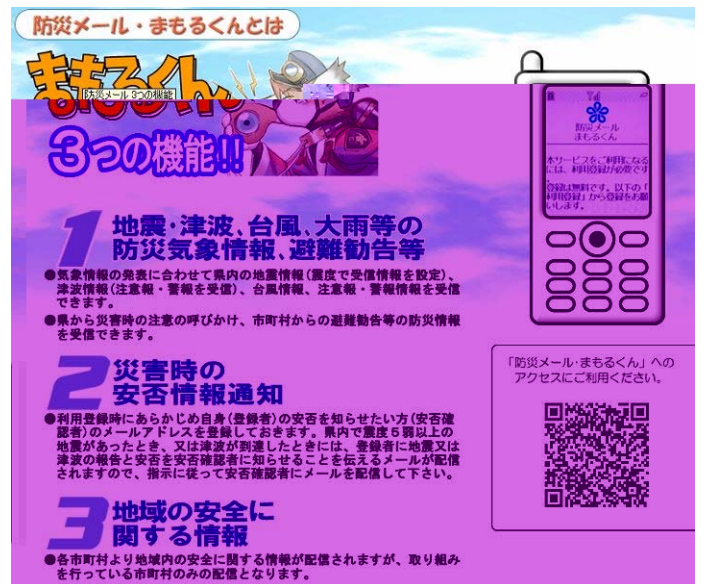 防災メール・まもるくんとは
まもるくん
防災メール 3つの機能
3つの機能!!
防災メール
まもるくん
本サービスをご利用になる
には、利用登録が必要です
。
登録は無料です。以下の「
利用登録」から登録をお願
いします。
1 地震・津波、台風、大雨等の
防災気象情報、避難勧告等
●気象情報の発表に合わせて県内の地震情報(震度で受信情報を設定)、
津波情報(注意報・警報を受信)、台風情報、注意報・警報情報を受信
できます。
●県から災害時の注意の呼びかけ、市町村からの避難勧告等の防災情報
を受信できます。
2 災害時の
安否情報通知
●利用登録時にあらかじめ自身(登録者)の安否を知らせたい方(安否確
認者)のメールアドレスを登録しておきます。県内で震度5弱以上の
地震があったとき、又は津波が到達したときには、登録者に地震又は
津波の報告と安否を安否確認者に知らせることを伝えるメールが配信
されますので、指示に従って安否確認者にメールを配信して下さい。
3 地域の安全に
関する情報
●各市町村より地域内の安全に関する情報が配信されますが、取り組み
を行っている市町村のみの配信となります。
「防災メール・まもるくん」への
アクセスにご利用ください。